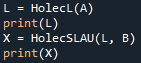 L = HolecL(A)
print(L)
X = HolecSLAU(L, B)
print(X)